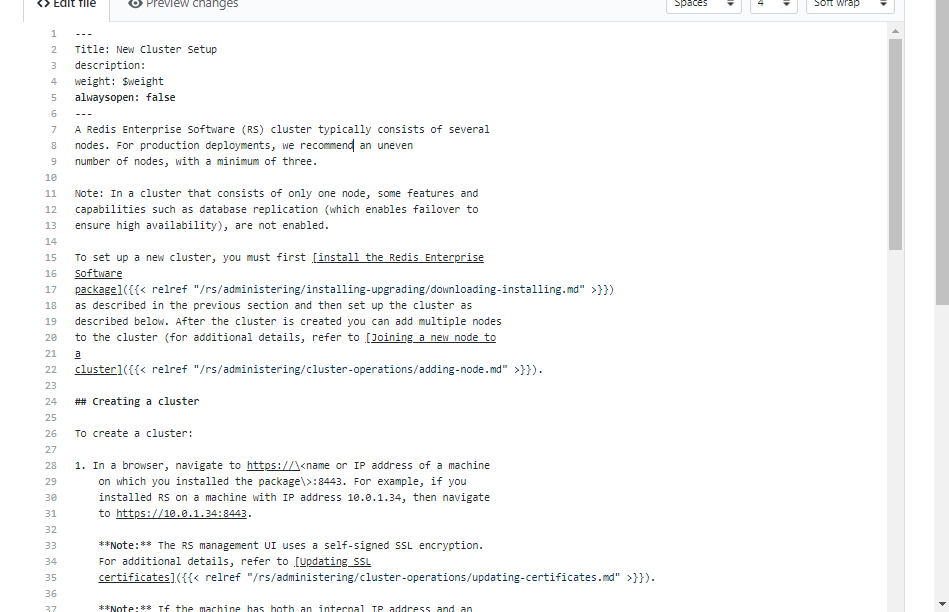 <> Edit file
Preview changes
Spaces
4
Soft wrap
1 ---
2 Title: New Cluster Setup
3 description:
4 weight: $weight
5 alwaysopen: false
6 ---
7 A Redis Enterprise Software (RS) cluster typically consists of several
8 nodes. For production deployments, we recommend an uneven
9 number of nodes, with a minimum of three.
10
11 Note: In a cluster that consists of only one node, some features and
12 capabilities such as database replication (which enables failover to
13 ensure high availability), are not enabled.
14
15 To set up a new cluster, you must first [install the Redis Enterprise
16 Software
17 package]({{< relref "/rs/administering/installing-upgrading/downloading-installing.md" >}})
18 as described in the previous section and then set up the cluster as
19 described below. After the cluster is created you can add multiple nodes
20 to the cluster (for additional details, refer to [Joining a new node to
21 a
22 cluster]({{< relref "/rs/administering/cluster-operations/adding-node.md" >}}).
23
24 ## Creating a cluster
25
26 To create a cluster:
27
28 1. In a browser, navigate to https://\<name or IP address of a machine
29 on which you installed the package\>:8443. For example, if you
30 installed RS on a machine with IP address 10.0.1.34, then navigate
31 to https://10.0.1.34:8443.
32
33 **Note:** The RS management UI uses a self-signed SSL encryption.
34 For additional details, refer to [Updating SSL
35 certificates]({{< relref "/rs/administering/cluster-operations/updating-certificates.md" >}}).
36
37 **Note:** If the machine has both an internal IP address and an